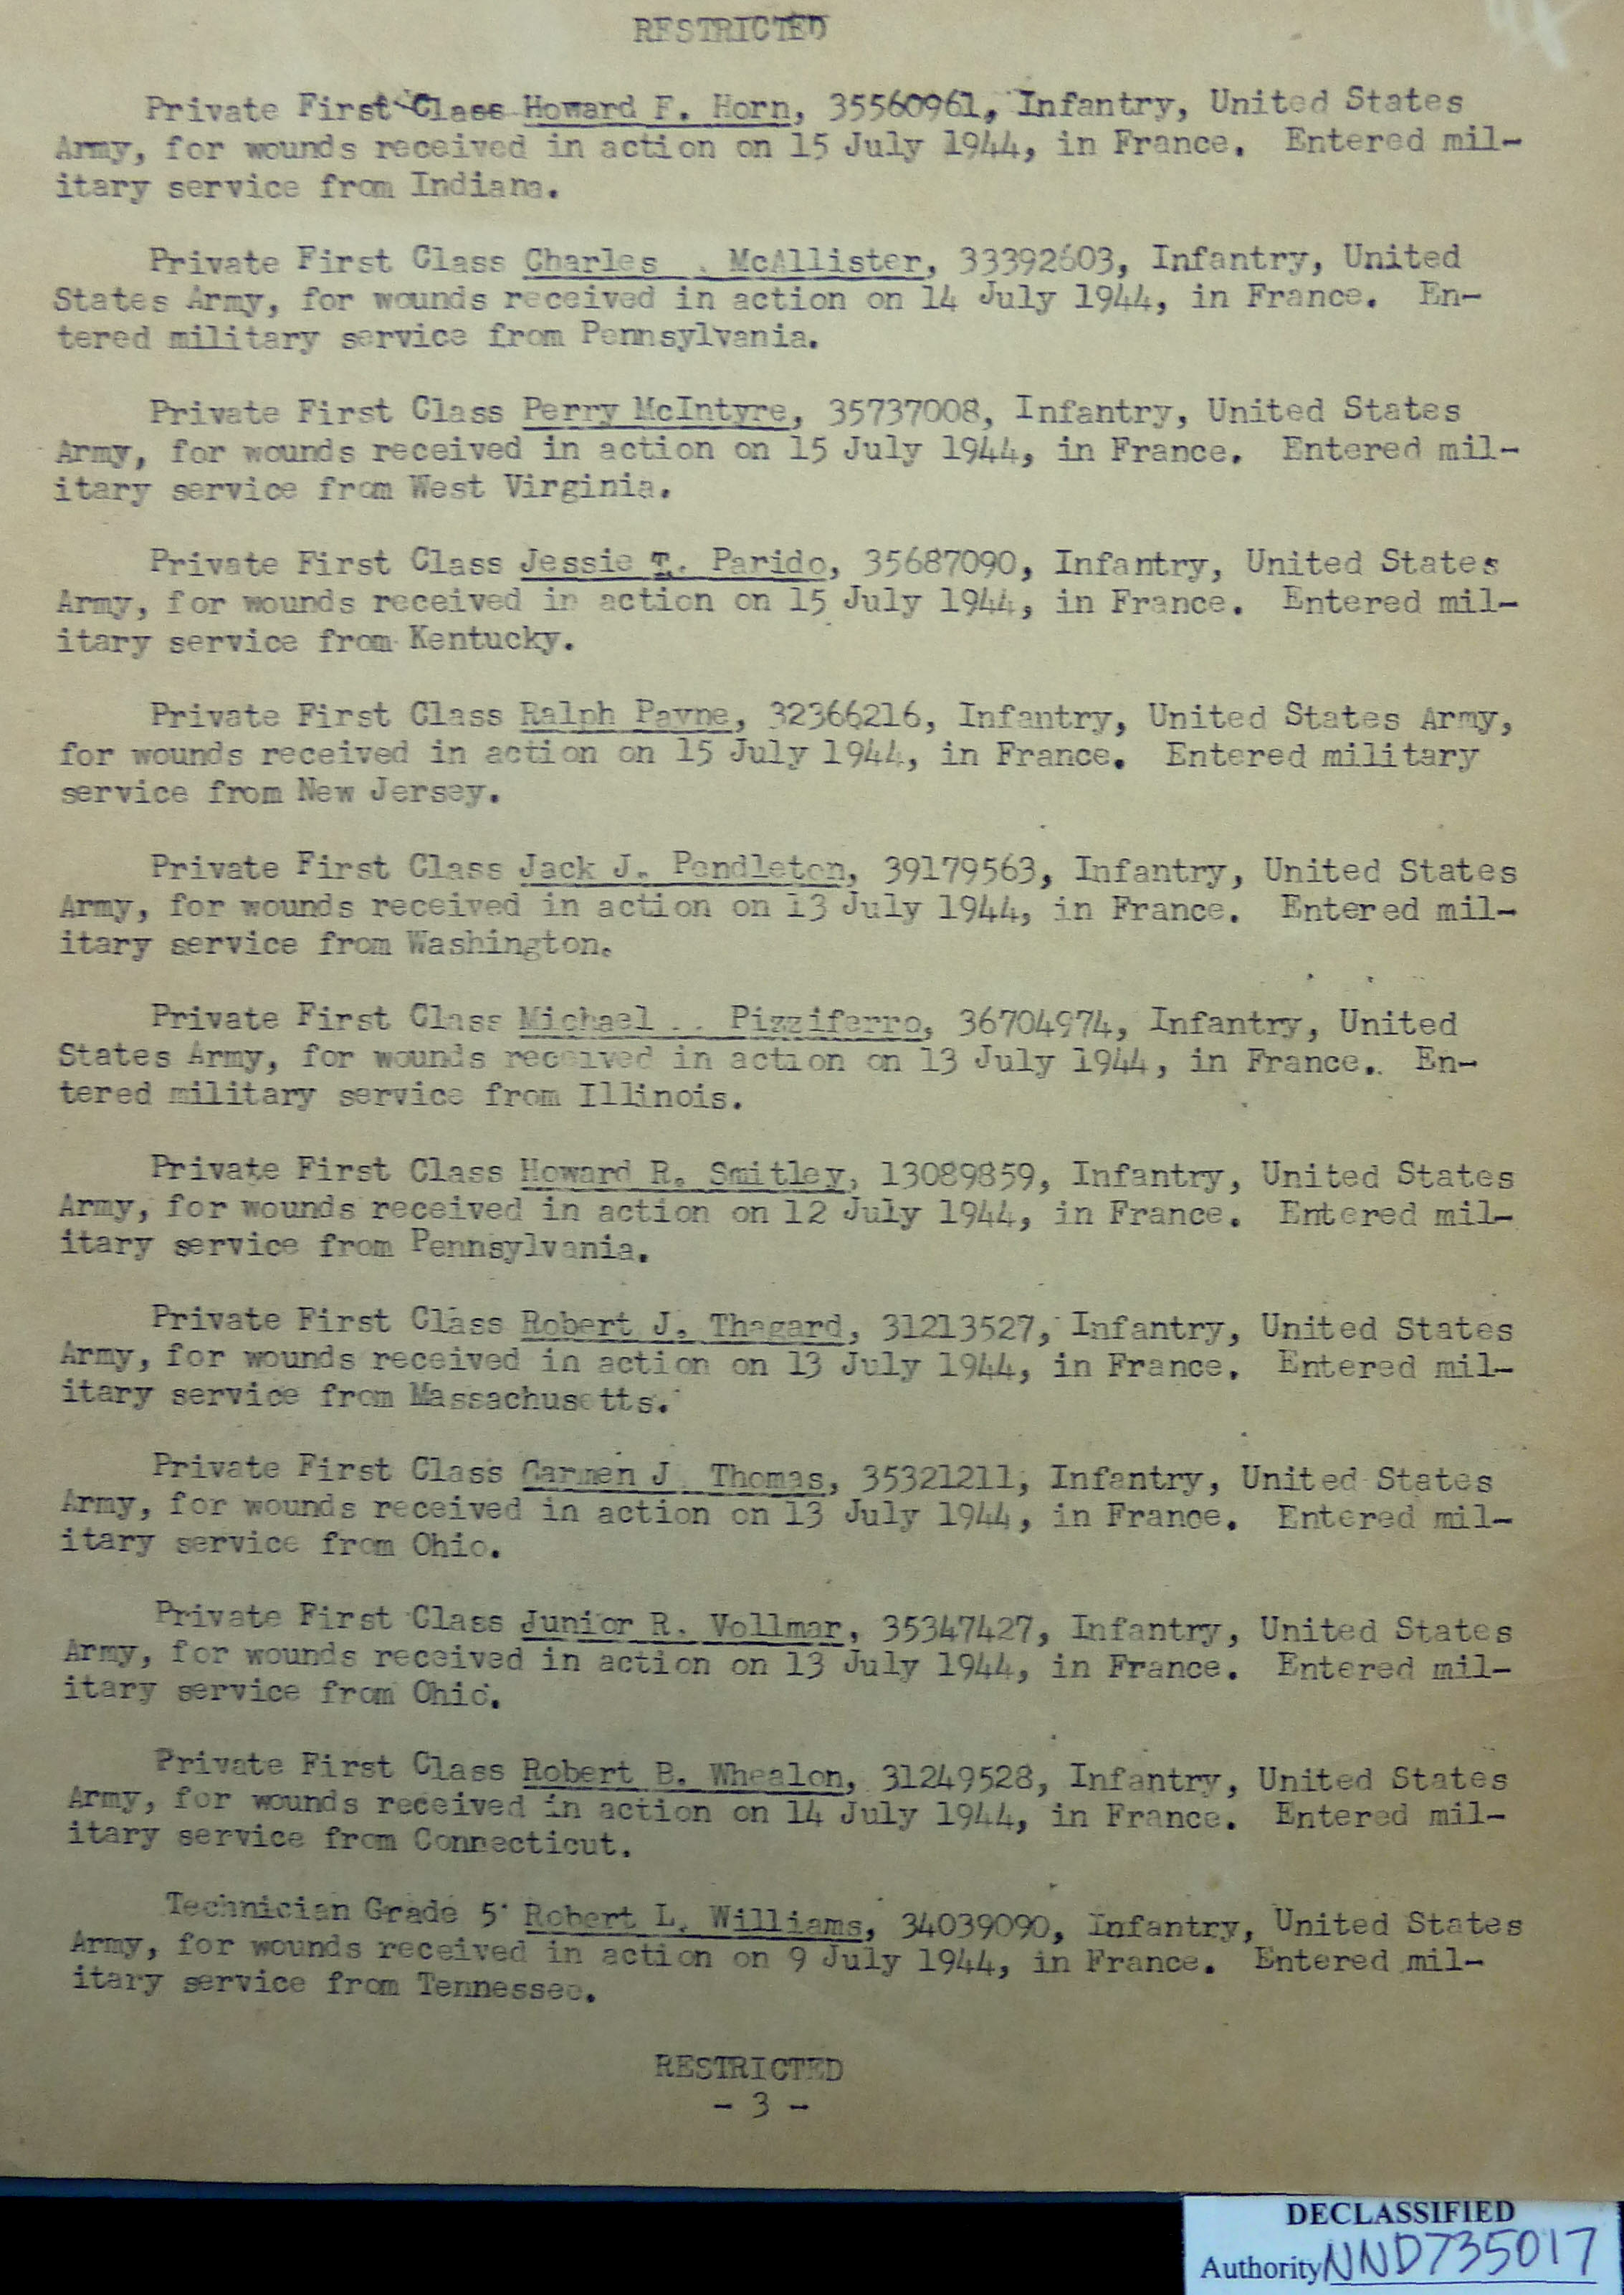 RESTRICTED
Private First Class Howard F. Horn, 35560961, Infantry, United States
Army, for wounds received in action on 15 July 1944, in France. Entered mil-
itary service from Indiana.
Private First Class Charles . McAllister, 33392603, Infantry, United
States Army, for wounds received in action on 14 July 1944, in France. En-
tered military service from Pennsylvania.
Private First Class Perry McIntyre, 35737008, Infantry, United States
Army, for wounds received in action on 15 July 1944, in France. Entered mil-
itary service from West Virginia.
Private First Class Jessie T. Parido, 35687090, Infantry, United States
Army, for wounds received in action on 15 July 1944, in France. Entered mil-
itary service from Kentucky.
Private First Class Ralph Payne, 32366216, Infantry, United States Army,
for wounds received in action on 15 July 1944, in France. Entered military
service from New Jersey.
Private First Class Jack J. Pendleton, 39179563, Infantry, United States
Army, for wounds received in action on 13 July 1944, in France. Entered mil-
itary service from Washington.
Private First Class Michael .. Pizziferro, 36704974, Infantry, United
States Army, for wounds received in action on 13 July 1944, in France. En-
tered military service from Illinois.
Private First Class Howard R. Smitley, 13089859, Infantry, United States
Army, for wounds received in action on 12 July 1944, in France. Entered mil-
itary service from Pennsylvania.
Private First Class Robert J. Thagard, 31213527, Infantry, United States
Army, for wounds received in action on 13 July 1944, in France. Entered mil-
itary service from Massachusetts.
Private First Class Carmen J. Thomas, 35321211, Infantry, United States
Army, for wounds received in action on 13 July 1944, in France. Entered mil-
itary service from Ohio.
Private First Class Junior R. Vollmar, 35347427, Infantry, United States
Army, for wounds received in action on 13 July 1944, in France. Entered mil-
itary service from Ohio.
Private First Class Robert B. Whealon, 31249528, Infantry, United States
Army, for wounds received in action on 14 July 1944, in France. Entered mil-
itary service from Connecticut.
Technician Grade 5 Robert L. Williams, 34039090, Infantry, United States
Army, for wounds received in action on 9 July 1944, in France. Entered mil-
itary service from Tennessee.
RESTRICTED
- 3 -
DECLASSIFIED
Authority NND735017